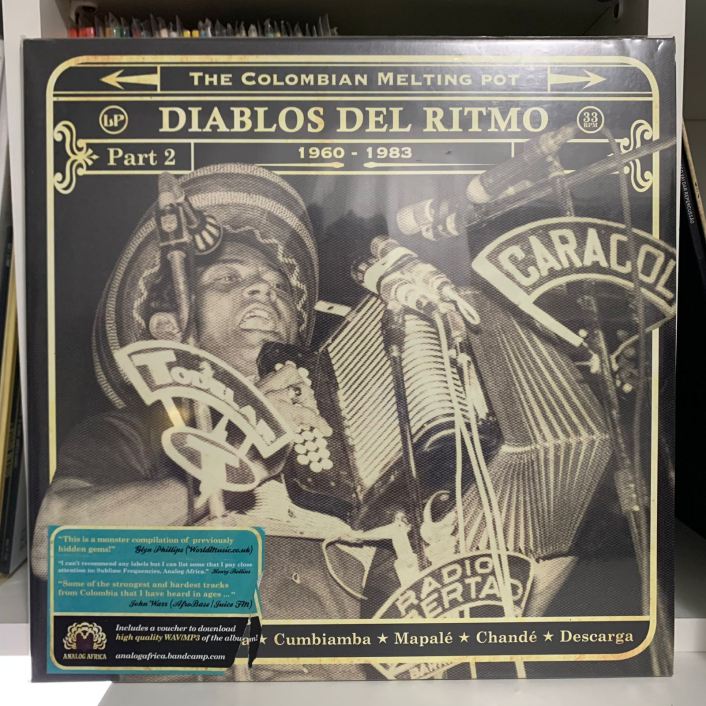 THE COLOMBIAN MELTING POT
LP
DIABLOS DEL RITMO
33 RPM
Part 2
1960 - 1983
CARACOL
RADIO
"This is a monster compilation of previously
hidden gems!" Glyn Phillips (WorldMusic.co.uk)
"I can't recommend any labels but I can list some that I pay close
attention to: Sublime Frequencies, Analog Africa." Henry Rollins
"Some of the strongest and hardest tracks
from Colombia that I have heard in ages ..."
John Warr (AfroBase | Juice FM)
Includes a voucher to download
high quality WAV/MP3 of the album!
ANALOG AFRICA
analogafrica.bandcamp.com
★ Cumbiamba ★ Mapalé ★ Chandé ★ Descarga